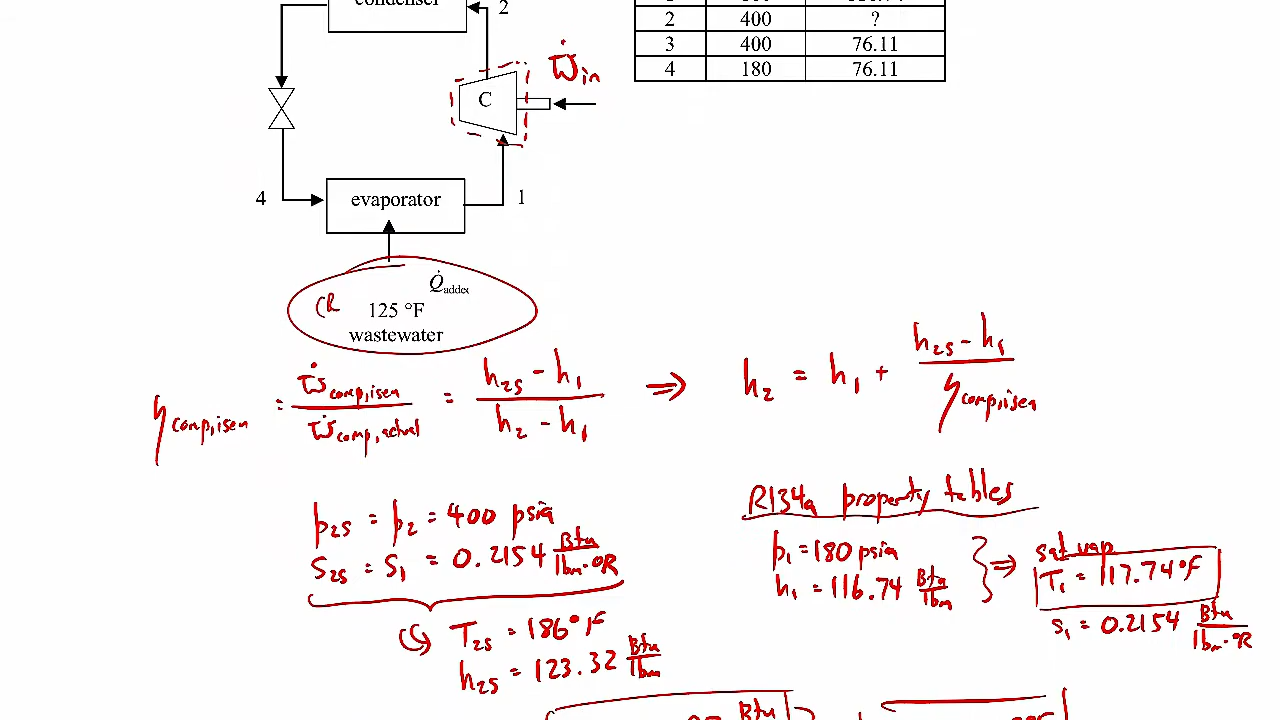 condenser
2
2 400 ?
3 400 76.11
4 180 76.11
Ẇin
C
4
evaporator
1
Q̇added
CR
125 °F
wastewater
ηcomp,isen = Ẇcomp,isen / Ẇcomp,actual = h2s - h1 / h2 - h1 ⇒ h2 = h1 + h2s - h1 / ηcomp,isen
R134a property tables
p2s = p2 = 400 psia
s2s = s1 = 0.2154 Btu/lbm·°R
p1 = 180 psia
h1 = 116.74 Btu/lbm
⇒ sat vap
T1 = 117.74°F
s1 = 0.2154 Btu/lbm·°R
T2s = 186°F
h2s = 123.32 Btu/lbm
Btu